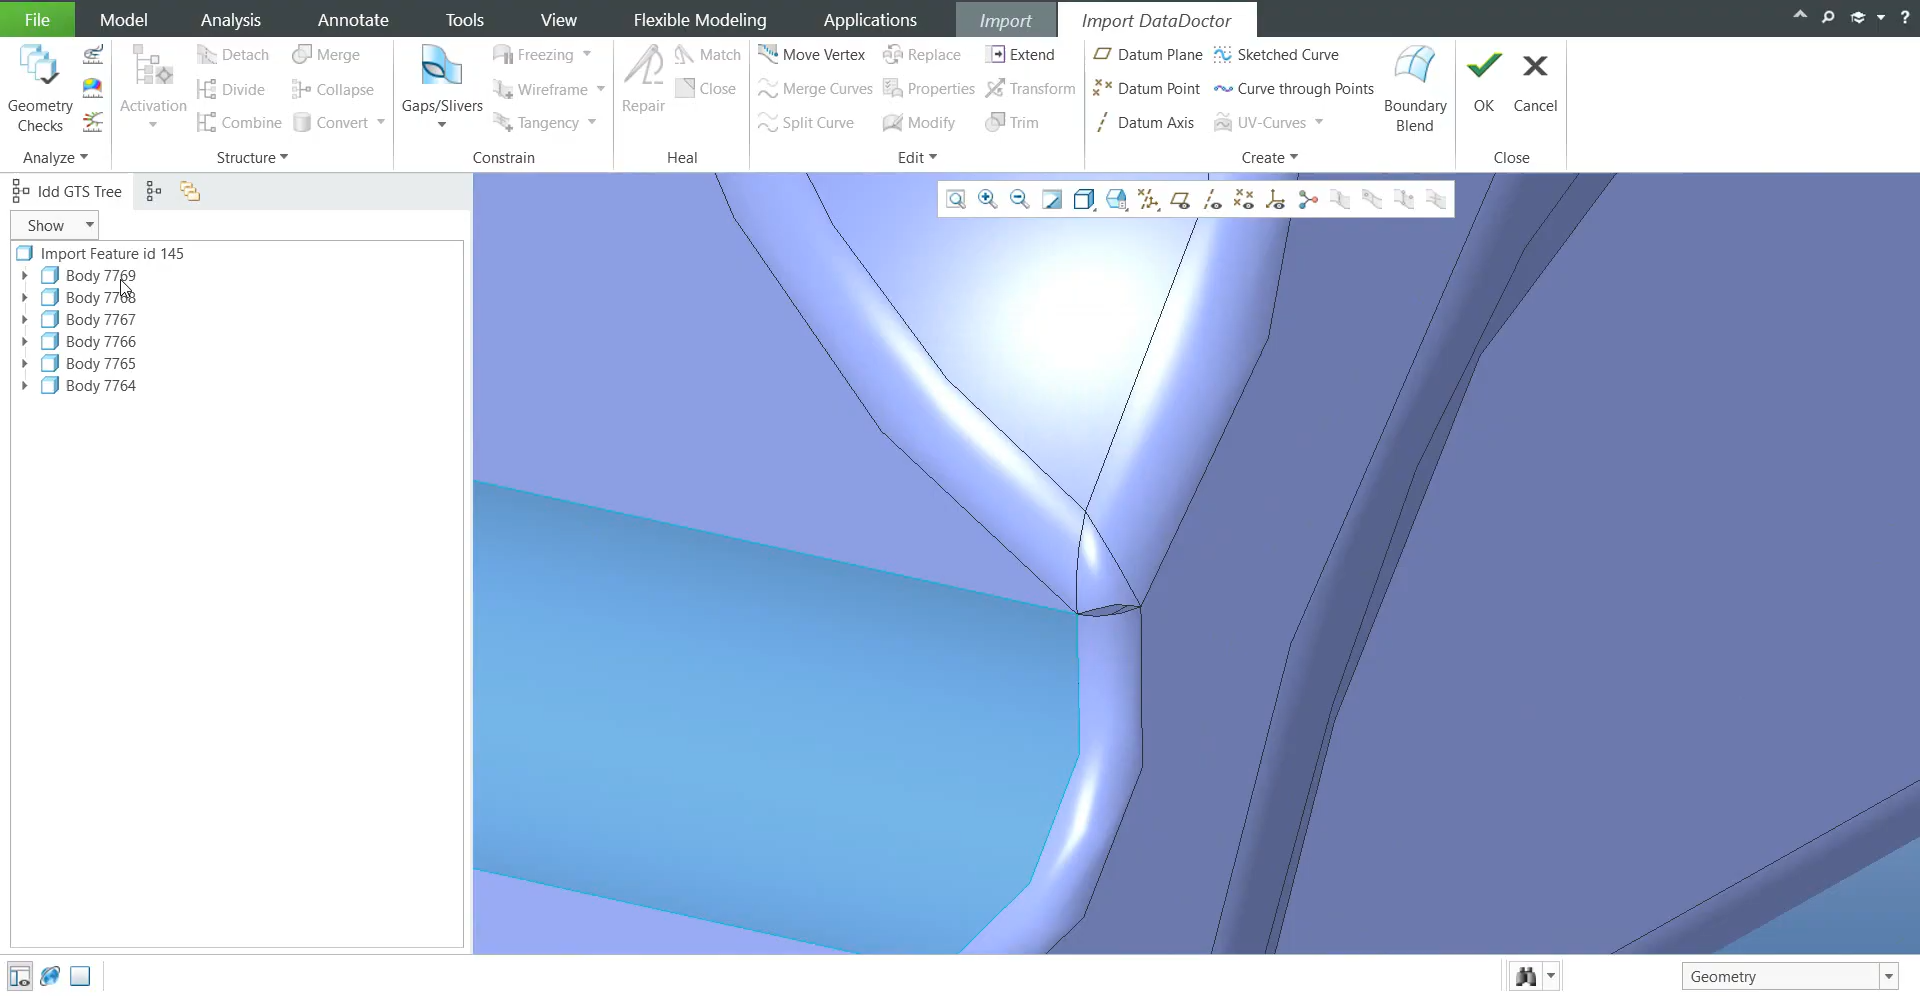 File Model Analysis Annotate Tools View Flexible Modeling Applications Import Import DataDoctor ?
Geometry Checks
Analyze
Activation
Detach Merge
Divide Collapse
Combine Convert
Structure
Gaps/Slivers
Freezing
Wireframe
Tangency
Constrain
Repair
Match
Close
Heal
Move Vertex Replace Extend
Merge Curves Properties Transform
Split Curve Modify Trim
Edit
Datum Plane Sketched Curve
Datum Point Curve through Points
Datum Axis UV-Curves
Boundary Blend
Create
OK Cancel
Close
Idd GTS Tree
Show
Import Feature id 145
Body 7769
Body 7768
Body 7767
Body 7766
Body 7765
Body 7764
Geometry